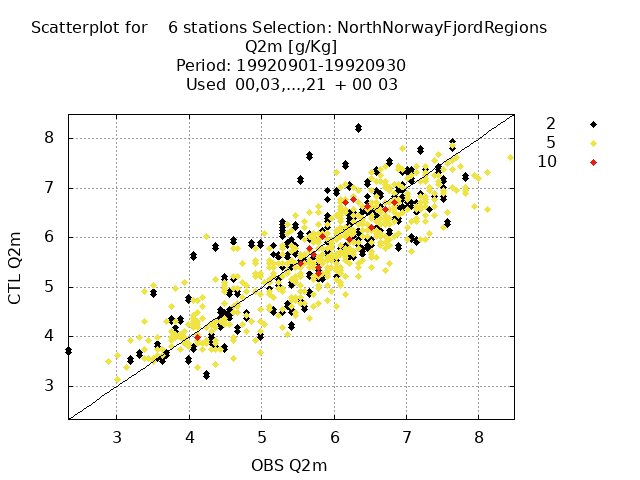 Scatterplot for 6 stations Selection: NorthNorwayFjordRegions
Q2m [g/Kg]
Period: 19920901-19920930
Used 00,03,...,21 + 00 03
2
5
10
8
7
6
5
4
3
CTL Q2m
3 4 5 6 7 8
OBS Q2m